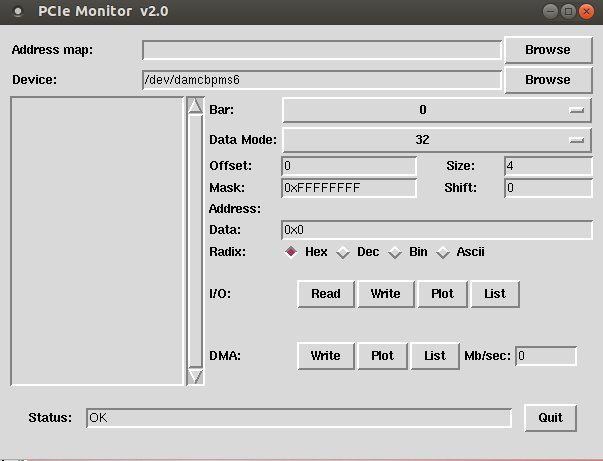 PCIe Monitor v2.0
Address map: Browse
Device: /dev/damcbpms6 Browse
Bar: 0
Data Mode: 32
Offset: 0 Size: 4
Mask: 0xFFFFFFFF Shift: 0
Address:
Data: 0x0
Radix: Hex Dec Bin Ascii
I/O: Read Write Plot List
DMA: Write Plot List Mb/sec: 0
Status: OK Quit